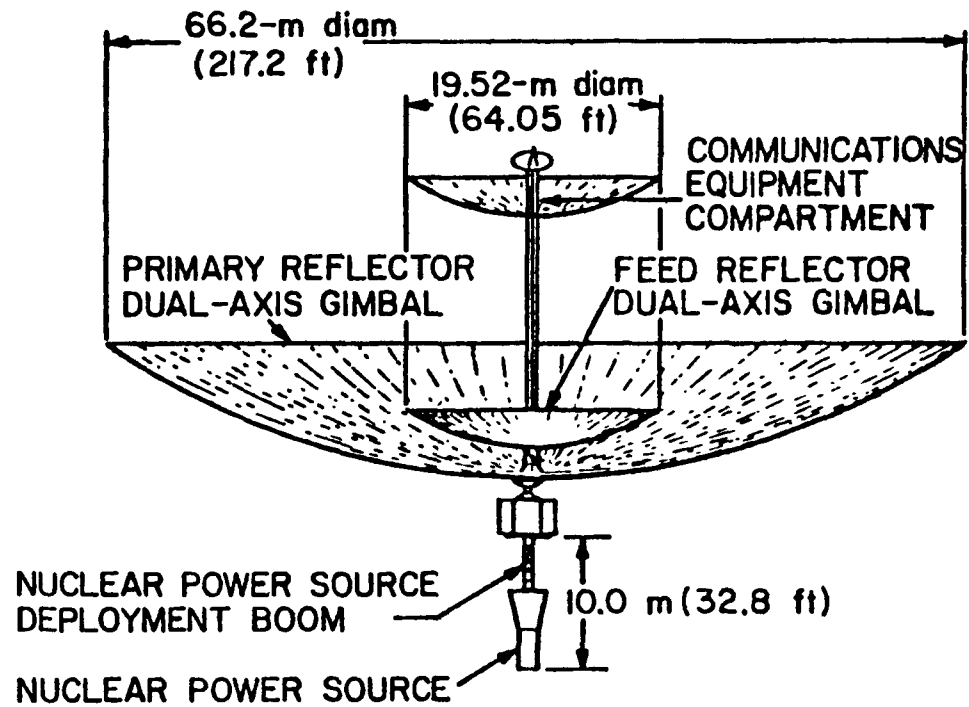 66.2-m diam
(217.2 ft)
19.52-m diam
(64.05 ft)
COMMUNICATIONS
EQUIPMENT
COMPARTMENT
PRIMARY REFLECTOR
DUAL-AXIS GIMBAL
FEED REFLECTOR
DUAL-AXIS GIMBAL
NUCLEAR POWER SOURCE
DEPLOYMENT BOOM
10.0 m (32.8 ft)
NUCLEAR POWER SOURCE